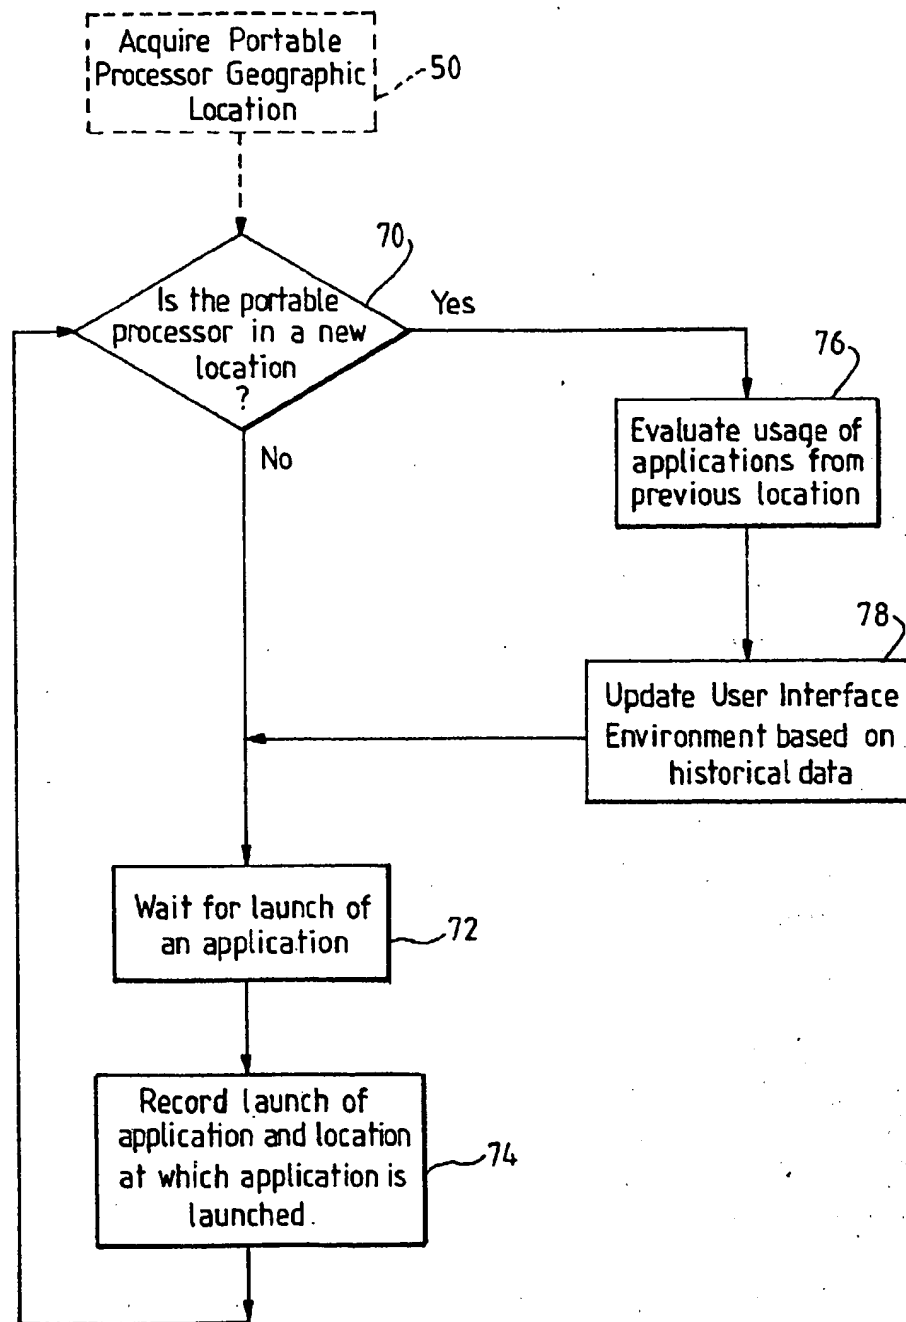 Acquire Portable
Processor Geographic
Location
50
70
Is the portable
processor in a new
location
?
Yes
No
76
Evaluate usage of
applications from
previous location
78
Update User Interface
Environment based on
historical data
Wait for launch of
an application
72
Record launch of
application and location
at which application is
launched.
74